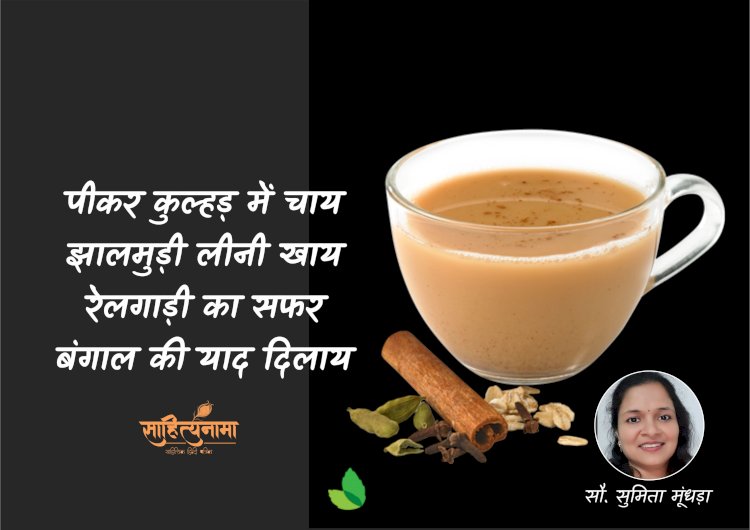 पीकर कुल्हड़ में चाय
झालमुड़ी लीनी खाय
रेलगाड़ी का सफर
बंगाल की याद दिलाय
साहित्यनामा
सौ. सुमिता मूंधड़ा